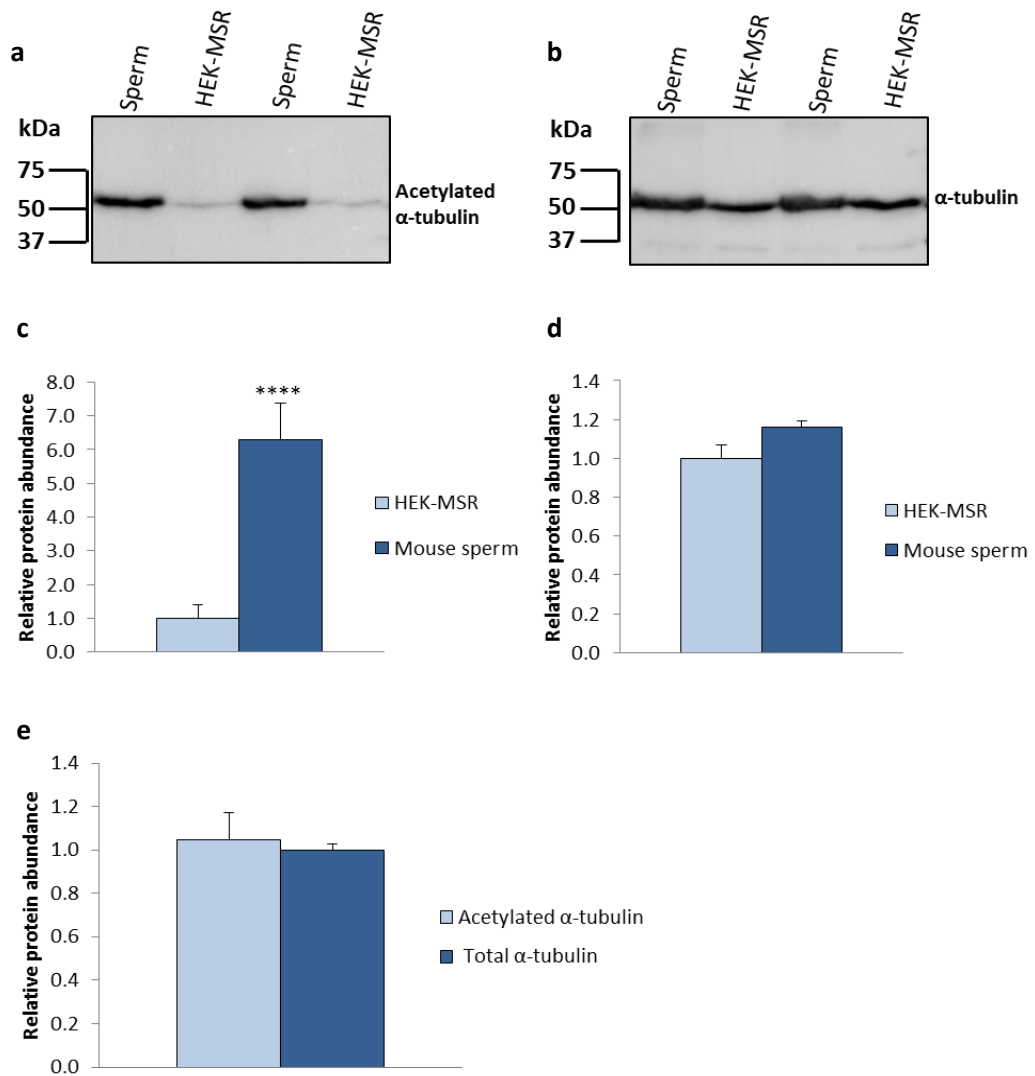 a
Sperm
HEK-MSR
Sperm
HEK-MSR
kDa
75
50
37
Acetylated
α-tubulin
b
Sperm
HEK-MSR
Sperm
HEK-MSR
kDa
75
50
37
α-tubulin
c
Relative protein abundance
8.0
7.0
6.0
5.0
4.0
3.0
2.0
1.0
0.0
****
HEK-MSR
Mouse sperm
d
Relative protein abundance
1.4
1.2
1.0
0.8
0.6
0.4
0.2
0.0
HEK-MSR
Mouse sperm
e
Relative protein abundance
1.4
1.2
1.0
0.8
0.6
0.4
0.2
0.0
Acetylated α-tubulin
Total α-tubulin